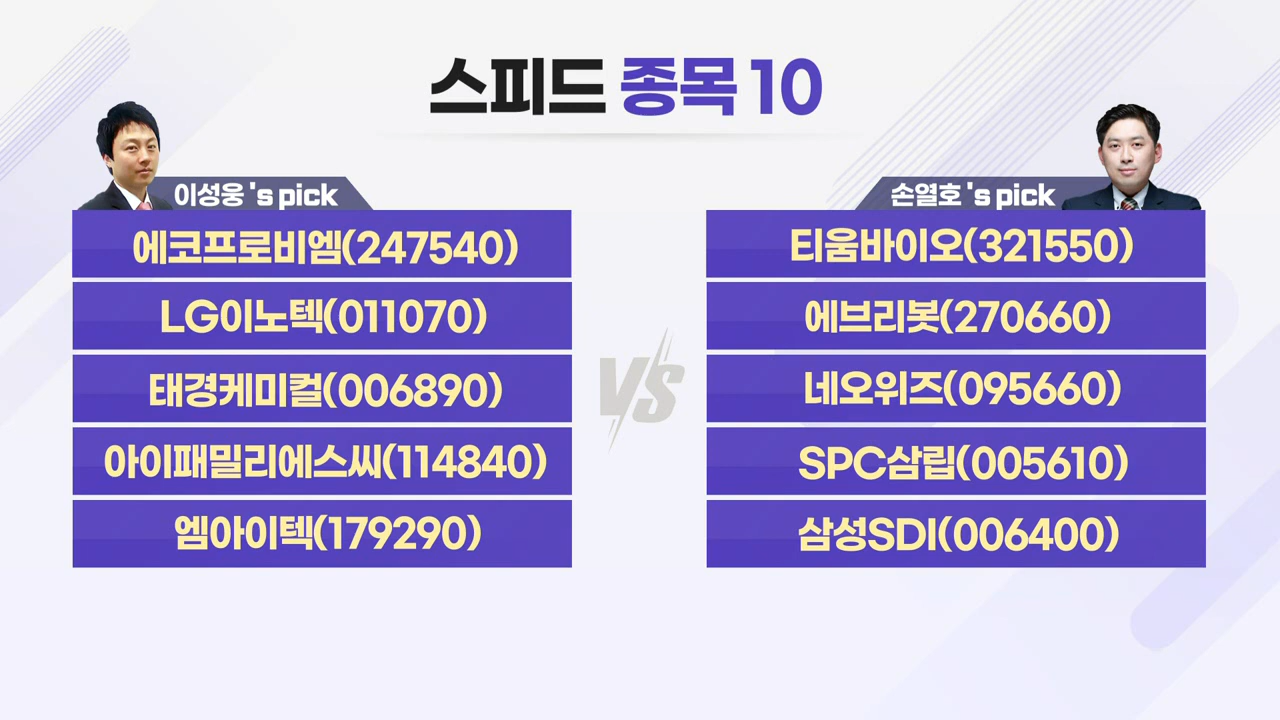 스피드 종목 10
이성웅 's pick
에코프로비엠(247540)
LG이노텍(011070)
태경케미컬(006890)
아이패밀리에스씨(114840)
엠아이텍(179290)
VS
손열호 's pick
티움바이오(321550)
에브리봇(270660)
네오위즈(095660)
SPC삼립(005610)
삼성SDI(006400)